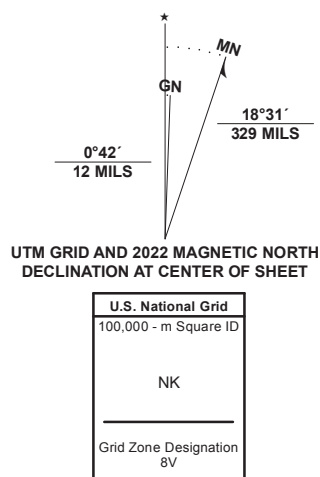 ★
MN
GN
18°31´
329 MILS
0°42´
12 MILS
UTM GRID AND 2022 MAGNETIC NORTH
DECLINATION AT CENTER OF SHEET
U.S. National Grid
100,000 - m Square ID
NK
Grid Zone Designation
8V